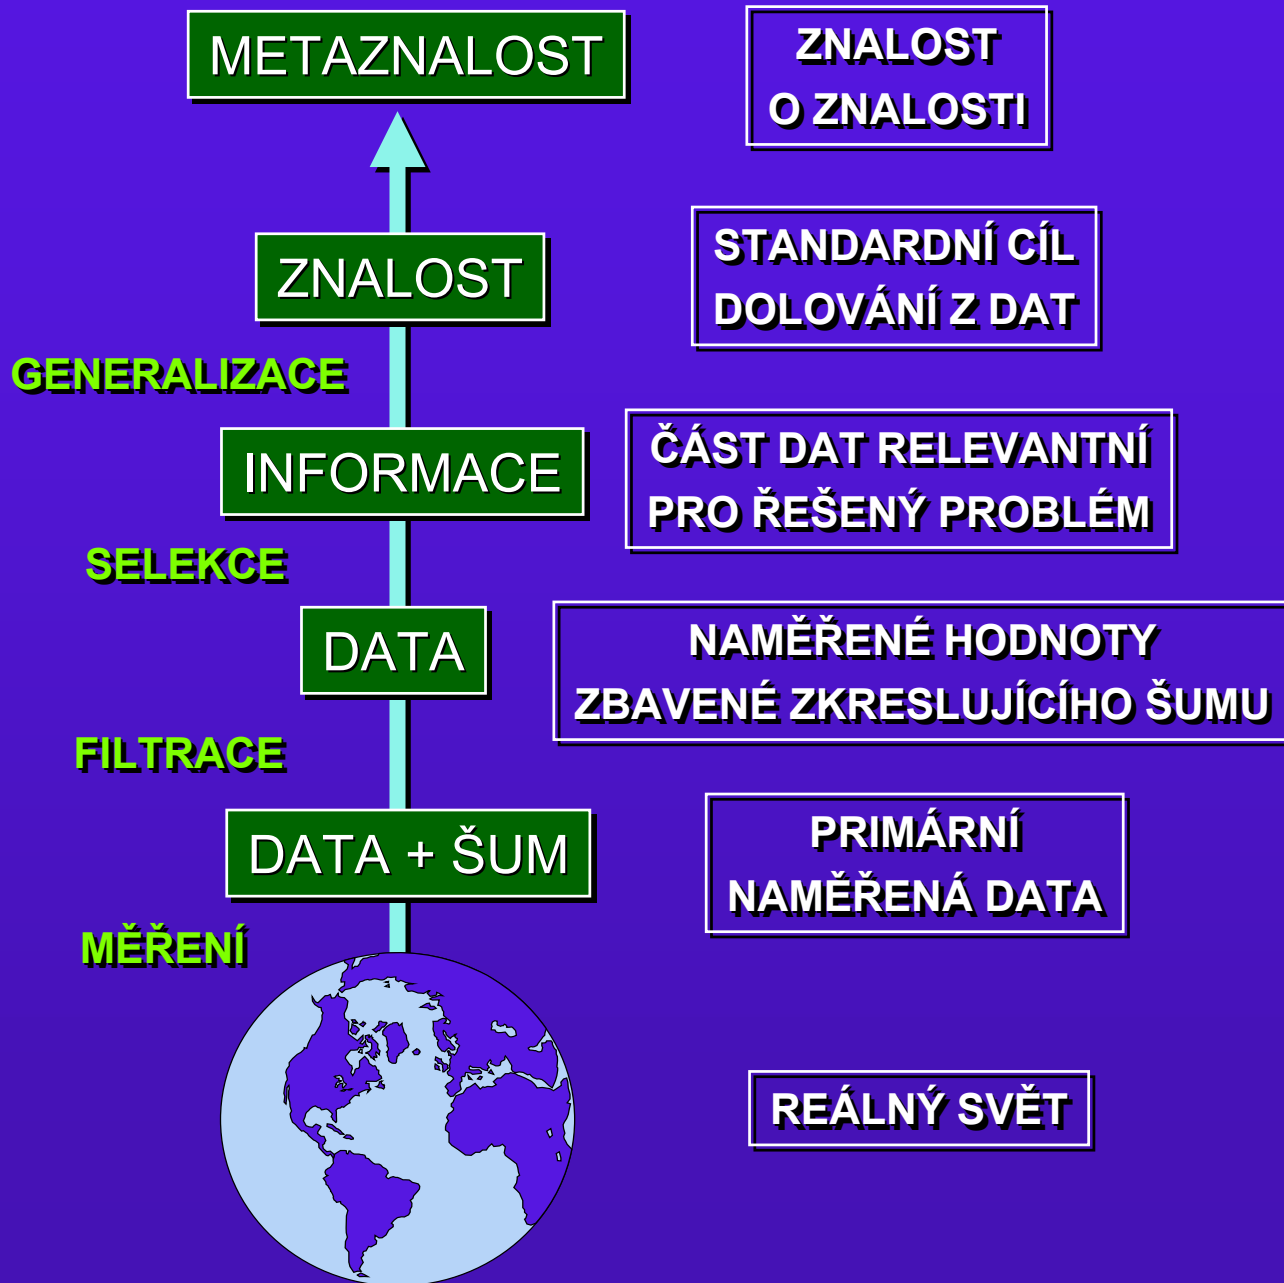 METAZNALOST
ZNALOST
O ZNALOSTI
ZNALOST
STANDARDNÍ CÍL
DOLOVÁNÍ Z DAT
GENERALIZACE
INFORMACE
ČÁST DAT RELEVANTNÍ
PRO ŘEŠENÝ PROBLÉM
SELEKCE
DATA
NAMĚŘENÉ HODNOTY
ZBAVENÉ ZKRESLUJÍCÍHO ŠUMU
FILTRACE
DATA + ŠUM
PRIMÁRNÍ
NAMĚŘENÁ DATA
MĚŘENÍ
REÁLNÝ SVĚT